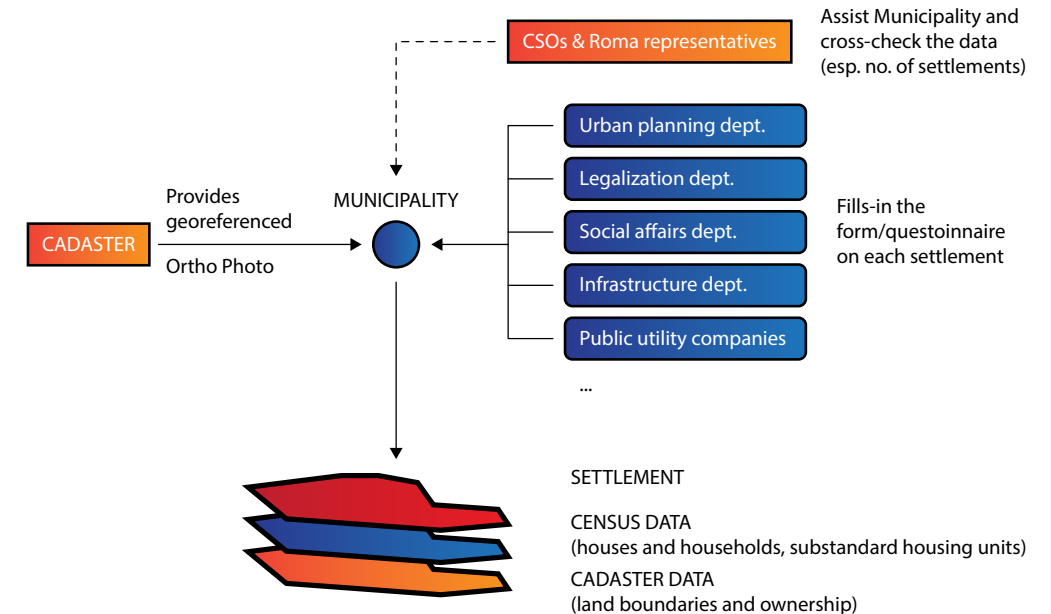 CSOs & Roma representatives
Assist Municipality and
cross-check the data
(esp. no. of settlements)
Urban planning dept.
Legalization dept.
Social affairs dept.
Infrastructure dept.
Public utility companies
...
Fills-in the
form/questoinnaire
on each settlement
MUNICIPALITY
Provides
georeferenced
Ortho Photo
CADASTER
SETTLEMENT
CENSUS DATA
(houses and households, substandard housing units)
CADASTER DATA
(land boundaries and ownership)